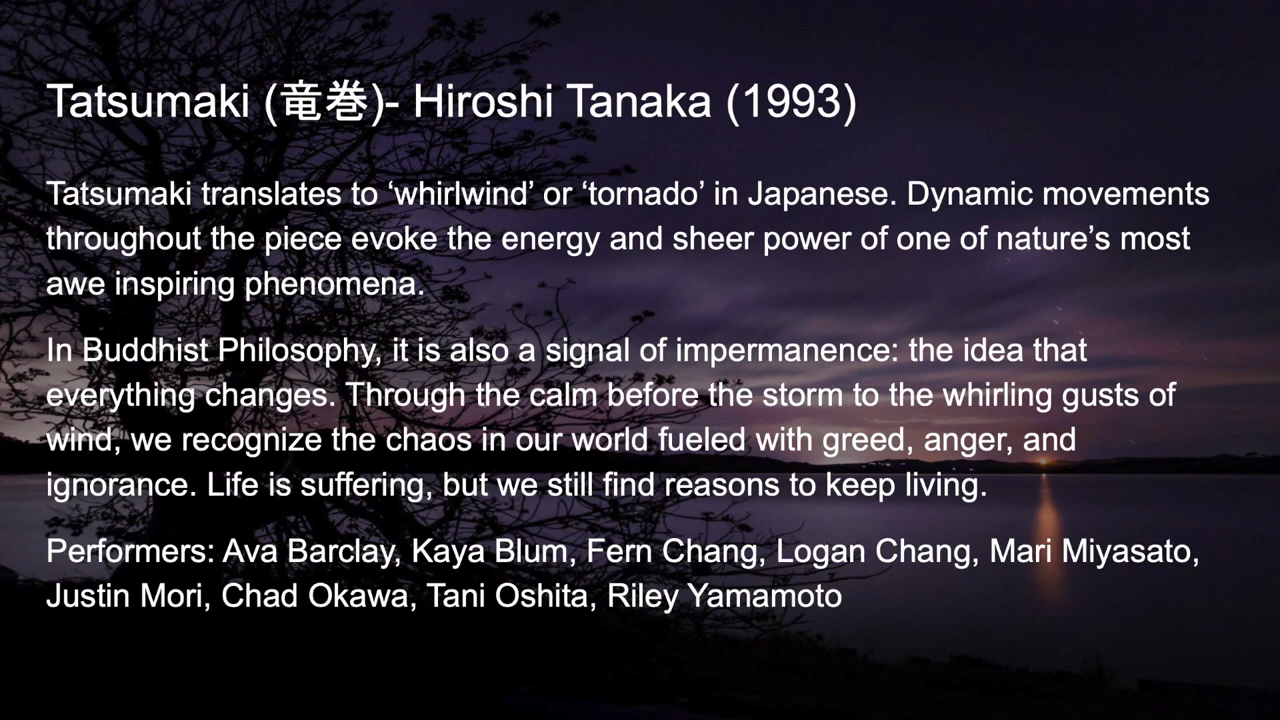 Tatsumaki (竜巻)- Hiroshi Tanaka (1993)
Tatsumaki translates to ‘whirlwind’ or ‘tornado’ in Japanese. Dynamic movements
throughout the piece evoke the energy and sheer power of one of nature’s most
awe inspiring phenomena.
In Buddhist Philosophy, it is also a signal of impermanence: the idea that
everything changes. Through the calm before the storm to the whirling gusts of
wind, we recognize the chaos in our world fueled with greed, anger, and
ignorance. Life is suffering, but we still find reasons to keep living.
Performers: Ava Barclay, Kaya Blum, Fern Chang, Logan Chang, Mari Miyasato,
Justin Mori, Chad Okawa, Tani Oshita, Riley Yamamoto